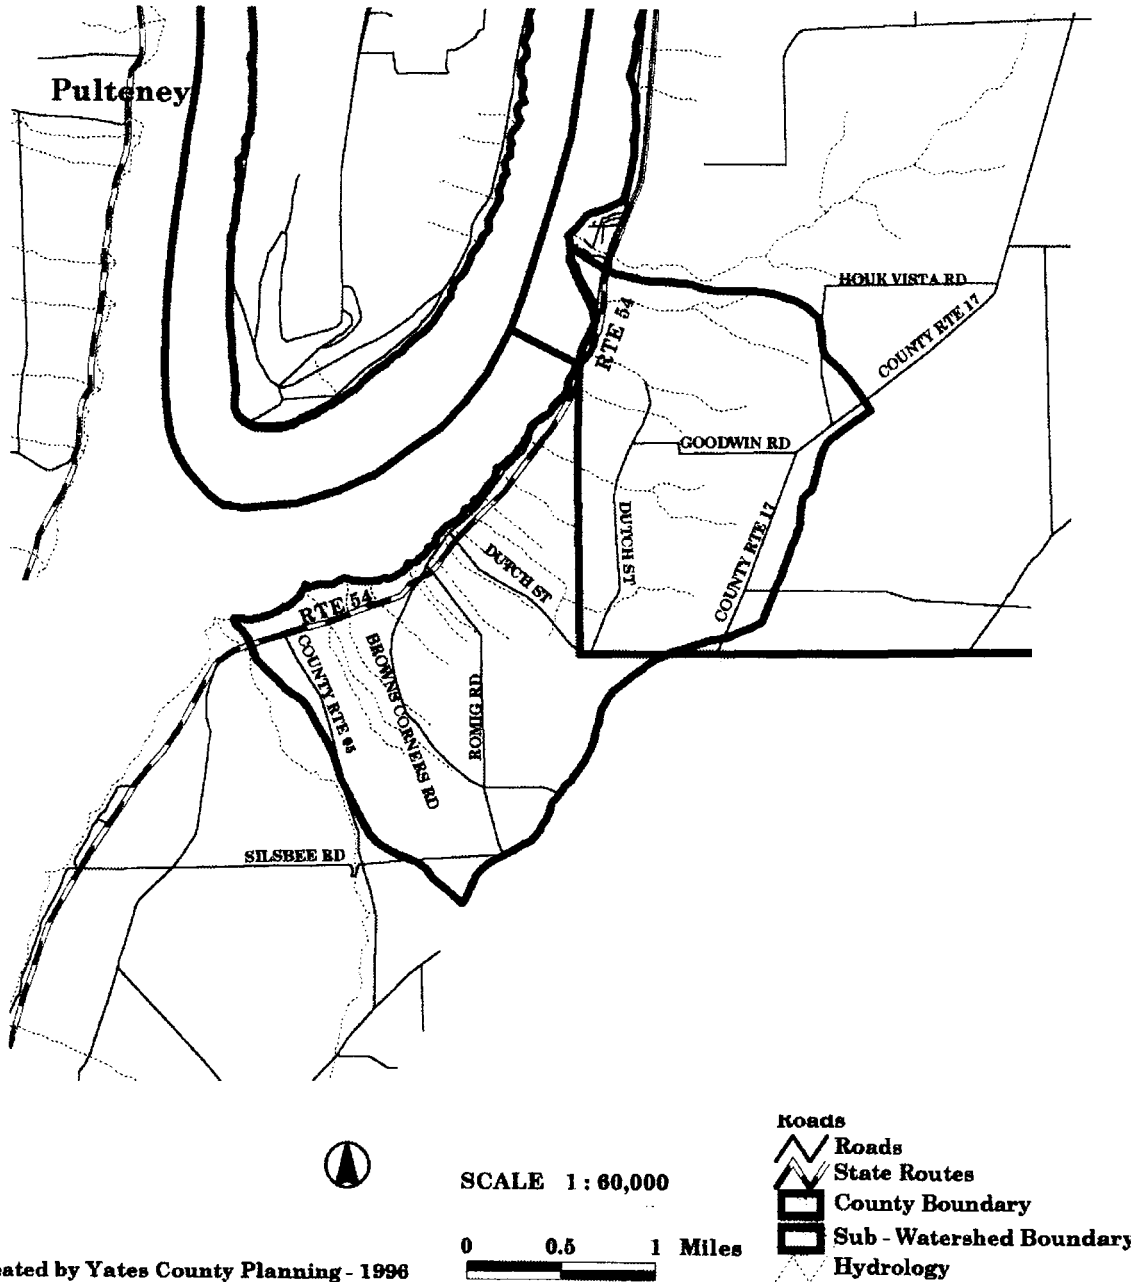 Pulteney
HOUK VISTA RD
RTE 54
COUNTY RTE 17
GOODWIN RD
DUTCH ST
COUNTY RTE 17
DUTCH ST
RTE 54
BROWNS CORNERS RD
COUNTY RTE 95
ROMIG RD
SILSBEE RD
Roads
Roads
SCALE 1 : 60,000
State Routes
County Boundary
Sub - Watershed Boundary
0 0.5 1 Miles
Hydrology
eated by Yates County Planning - 1996